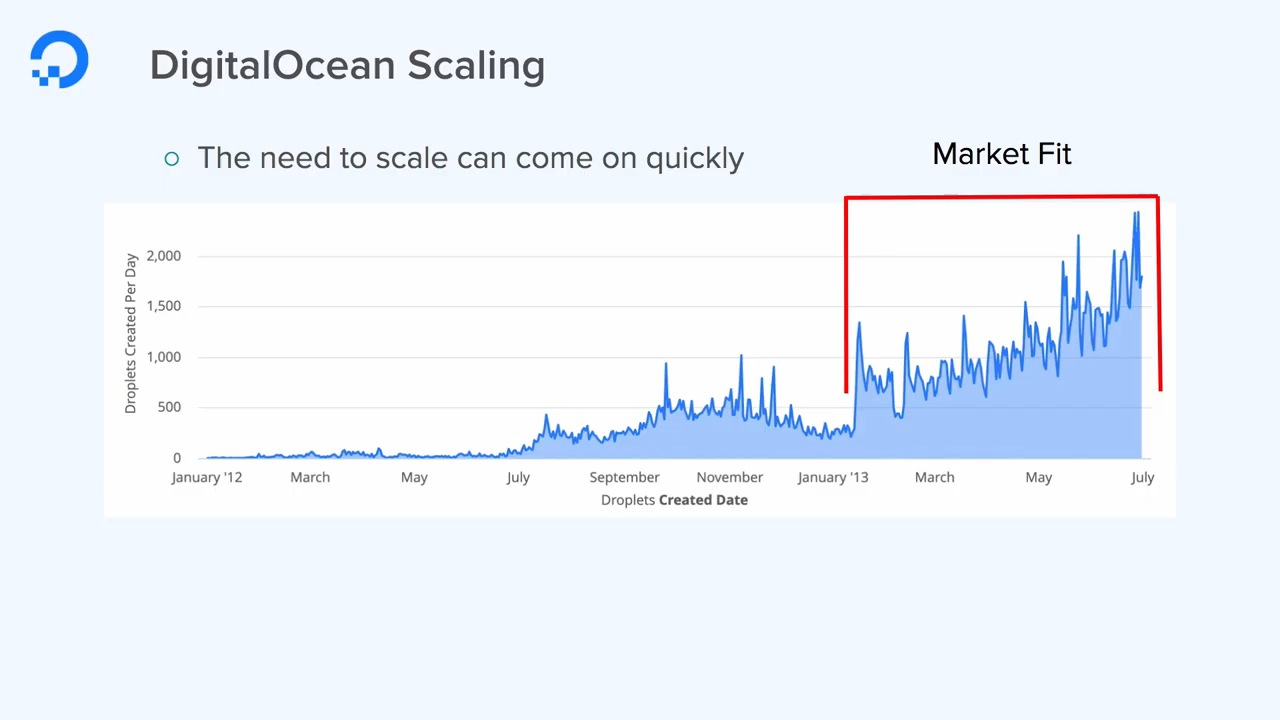 DigitalOcean Scaling
The need to scale can come on quickly
Market Fit
Droplets Created Per Day
2,000
1,500
1,000
500
0
January '12 March May July September November January '13 March May July
Droplets Created Date